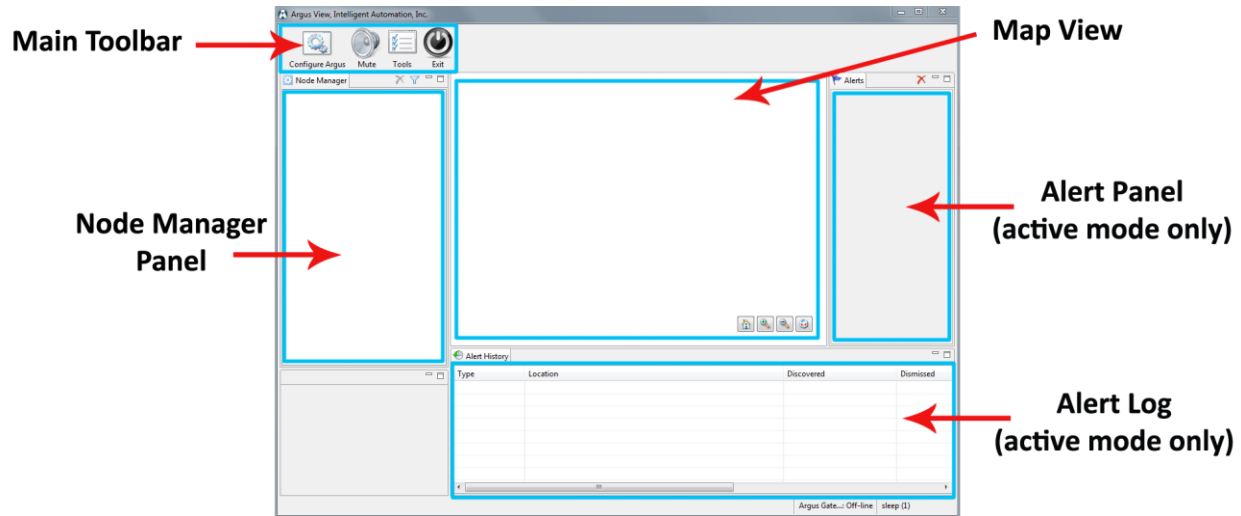 Argus View, Intelligent Automation, Inc.
Main Toolbar
Map View
Configure Argus Mute Tools Exit
Node Manager
Alerts
Node Manager
Panel
Alert Panel
(active mode only)
Alert History
Type Location Discovered Dismissed
Alert Log
(active mode only)
Argus Gate...: Off-line sleep (1)